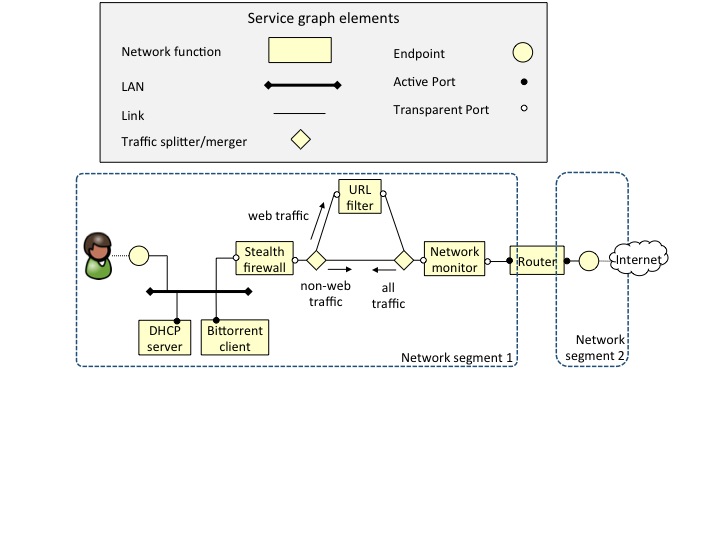 Service graph elements
Network function
LAN
Link
Traffic splitter/merger
Endpoint
Active Port
Transparent Port
URL
filter
web traffic
Stealth
firewall
non-web
traffic
all
traffic
Network
monitor
Router
Internet
DHCP
server
Bittorrent
client
Network segment 1
Network
segment 2